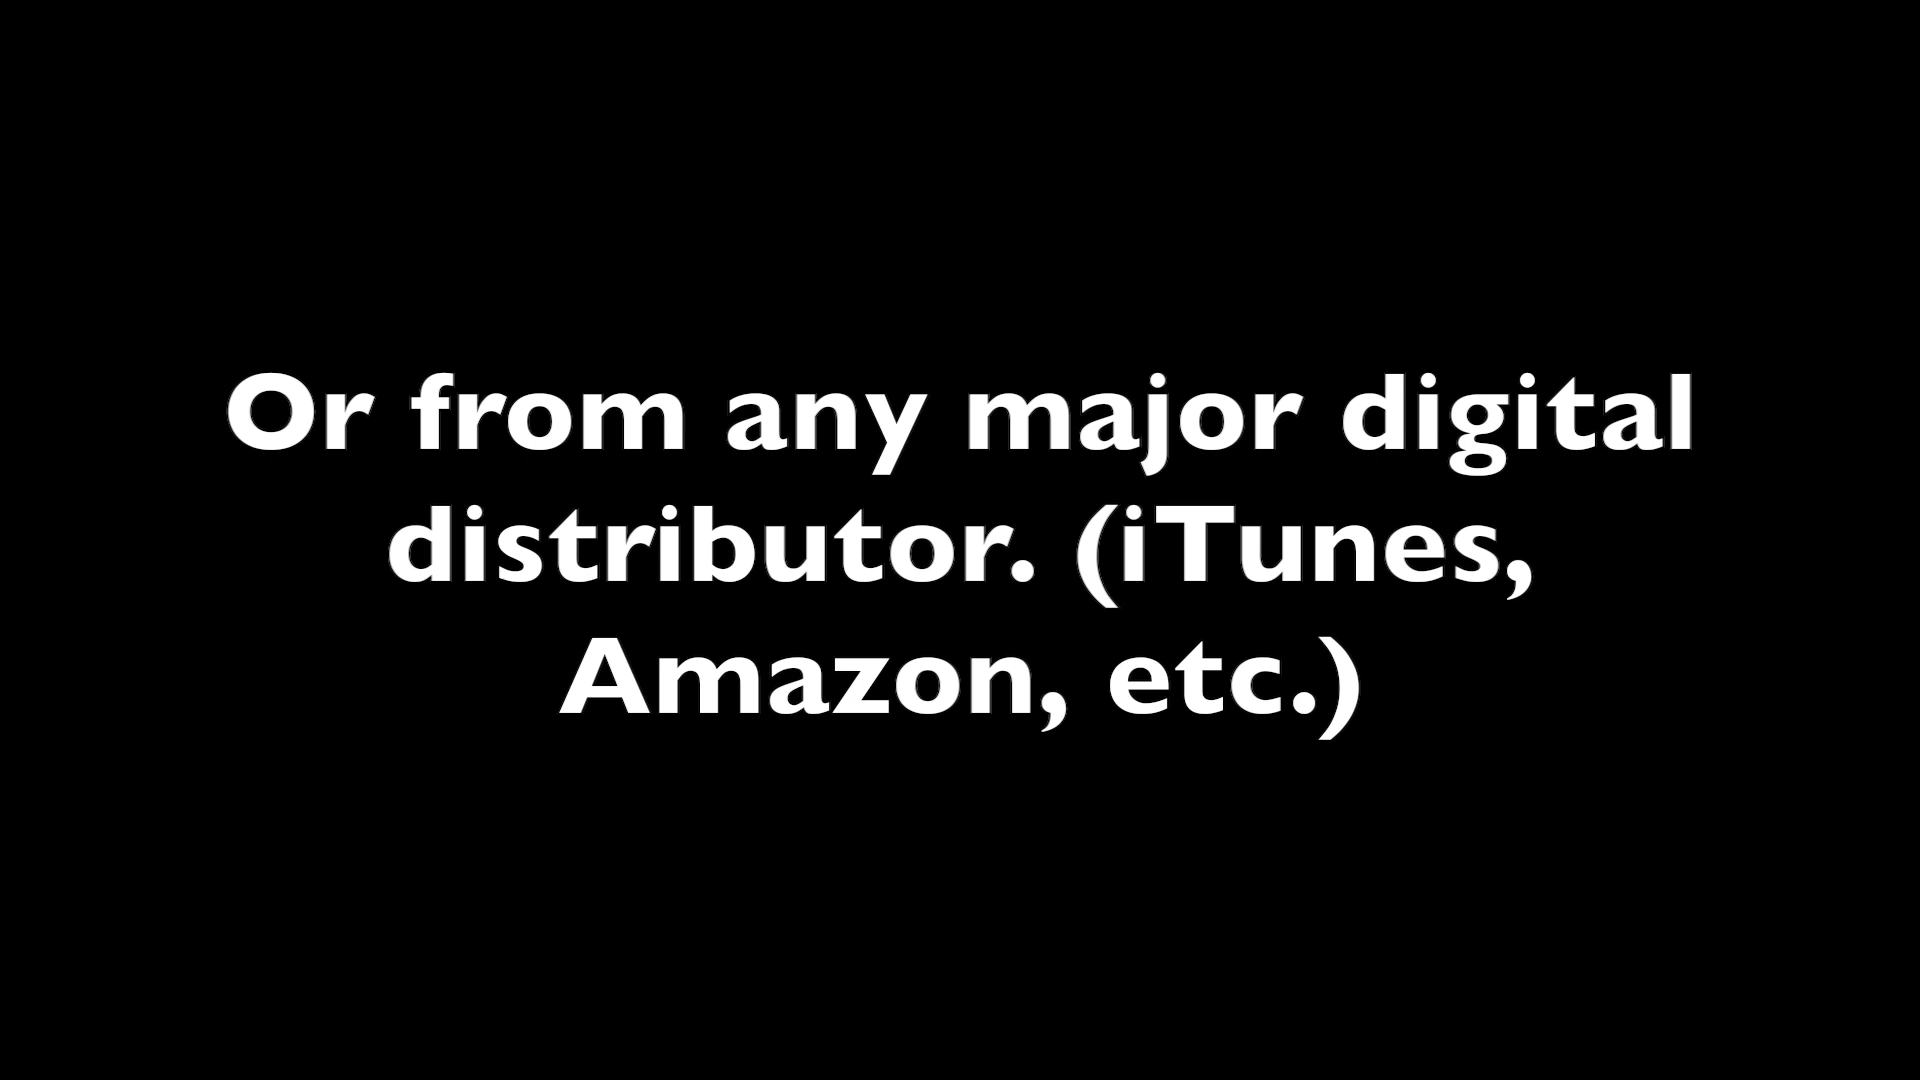 Or from any major digital
distributor. (iTunes,
Amazon, etc.)